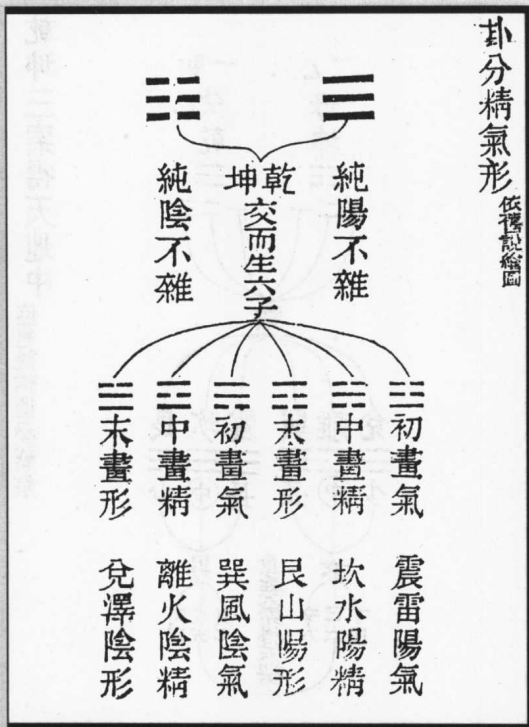 卦分精氣形
依舊說繪圖
純陽不雜
乾坤
交而生六子
純陰不雜
初畫氣
中畫精
末畫形
初畫氣
中畫精
末畫形
震雷陽氣
坎水陽精
艮山陽形
巽風陰氣
離火陰精
兌澤陰形